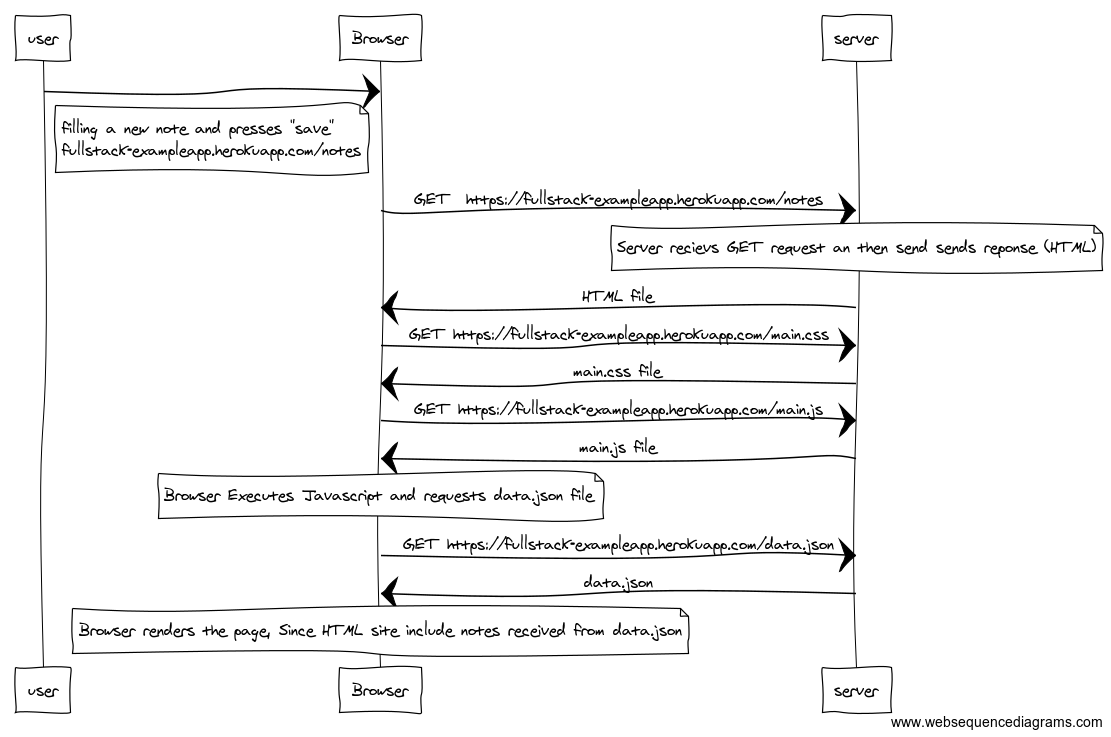 user
Browser
server
filling a new note and presses "save"
fullstack-exampleapp.herokuapp.com/notes
GET https://fullstack-exampleapp.herokuapp.com/notes
Server recievs GET request an then send sends reponse (HTML)
HTML file
GET https://fullstack-exampleapp.herokuapp.com/main.css
main.css file
GET https://fullstack-exampleapp.herokuapp.com/main.js
main.js file
Browser Executes Javascript and requests data.json file
GET https://fullstack-exampleapp.herokuapp.com/data.json
data.json
Browser renders the page, Since HTML site include notes received from data.json
user
Browser
server
www.websequencediagrams.com